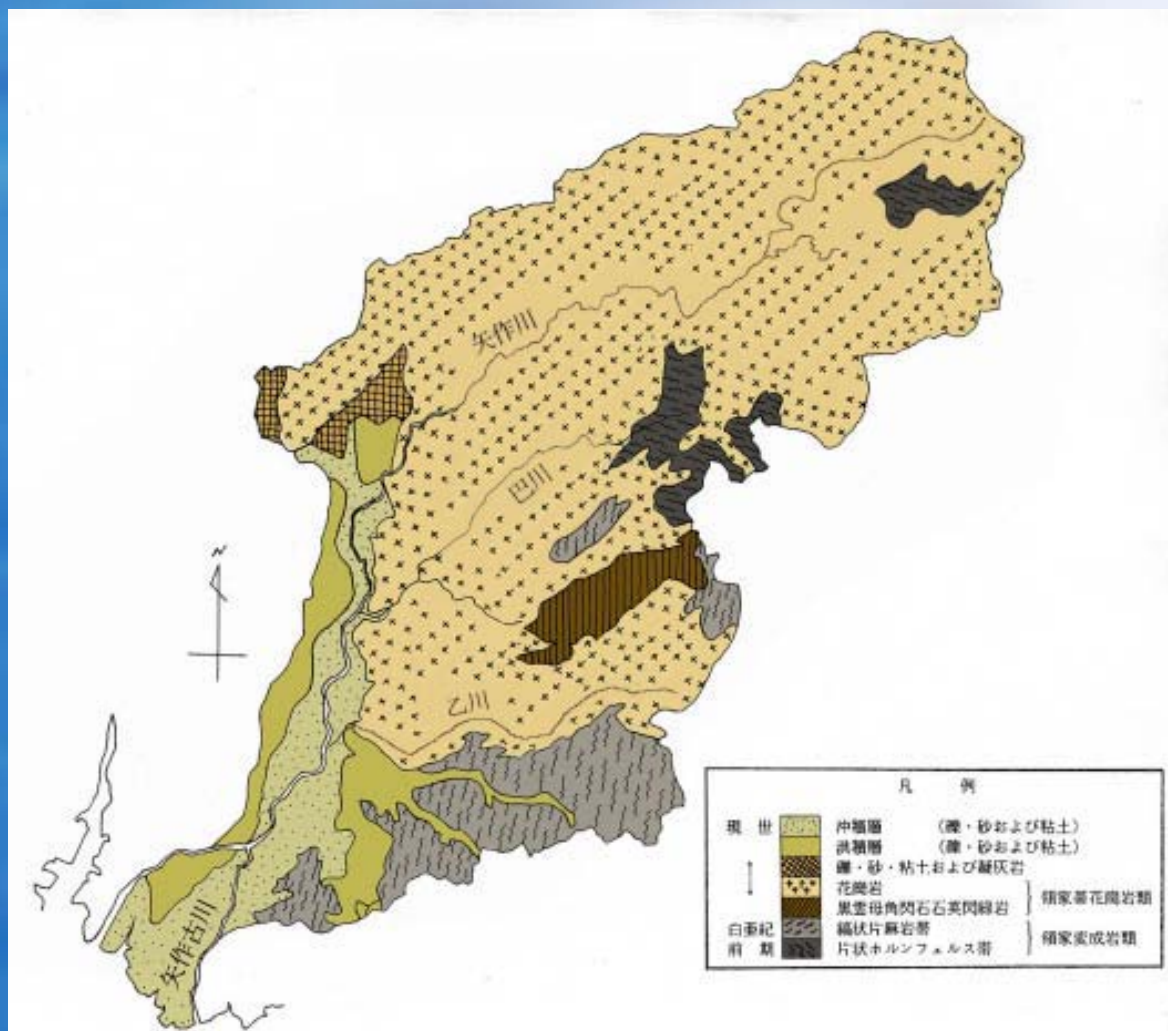 矢作川
巴川
N
乙川
矢作古川
凡 例
現 世 沖積層 (礫・砂および粘土)
洪積層 (礫・砂および粘土)
礫・砂・粘土および凝灰岩
花崗岩
黒雲母角閃石石英閃緑岩
領家帯花崗岩類
白亜紀 縞状片麻岩帯
前 期 片状ホルンフェルス帯
領家変成岩類